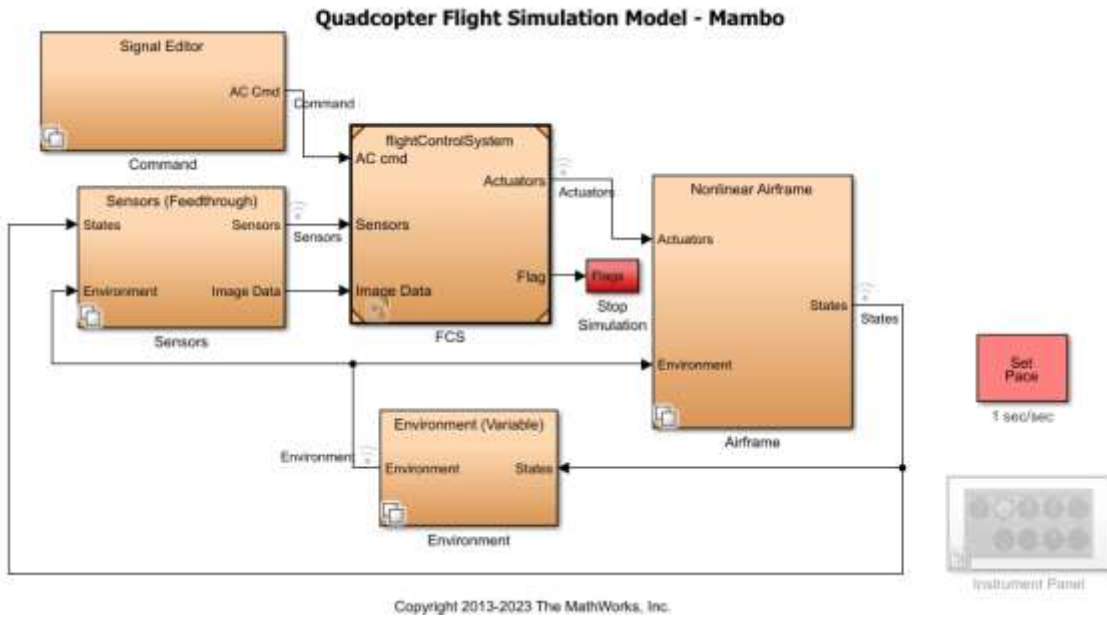 Quadcopter Flight Simulation Model - Mambo
Signal Editor
AC Cmd
Command
Command
flightControlSystem
AC cmd
Actuators
Actuators
Sensors
Flag
Image Data
FCS
Sensors (Feedthrough)
States
Sensors
Sensors
Environment
Image Data
Sensors
Flags
Stop
Simulation
Nonlinear Airframe
Actuators
States
States
Environment
Airframe
Set
Pace
1 sec/sec
Environment (Variable)
Environment
Environment
States
Environment
Instrument Panel
Copyright 2013-2023 The MathWorks, Inc.